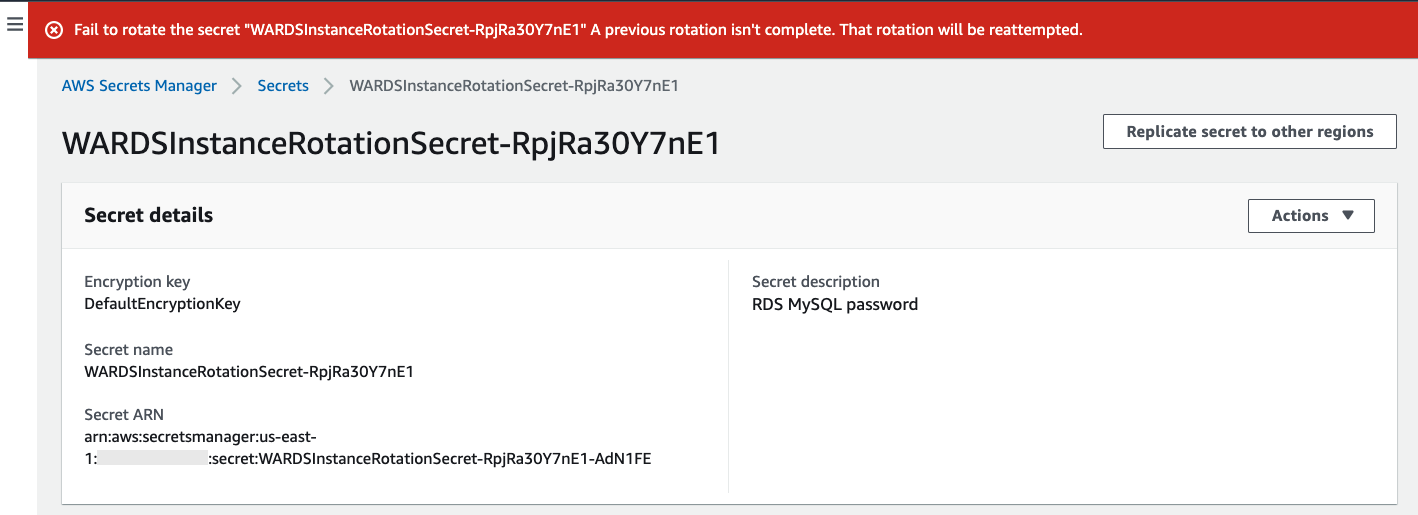 Fail to rotate the secret "WARDSInstanceRotationSecret-RpjRa30Y7nE1" A previous rotation isn't complete. That rotation will be reattempted.
AWS Secrets Manager > Secrets > WARDSInstanceRotationSecret-RpjRa30Y7nE1
WARDSInstanceRotationSecret-RpjRa30Y7nE1
Replicate secret to other regions
Secret details
Actions ▼
Encryption key
DefaultEncryptionKey
Secret name
WARDSInstanceRotationSecret-RpjRa30Y7nE1
Secret ARN
arn:aws:secretsmanager:us-east-
1: :secret:WARDSInstanceRotationSecret-RpjRa30Y7nE1-AdN1FE
Secret description
RDS MySQL password